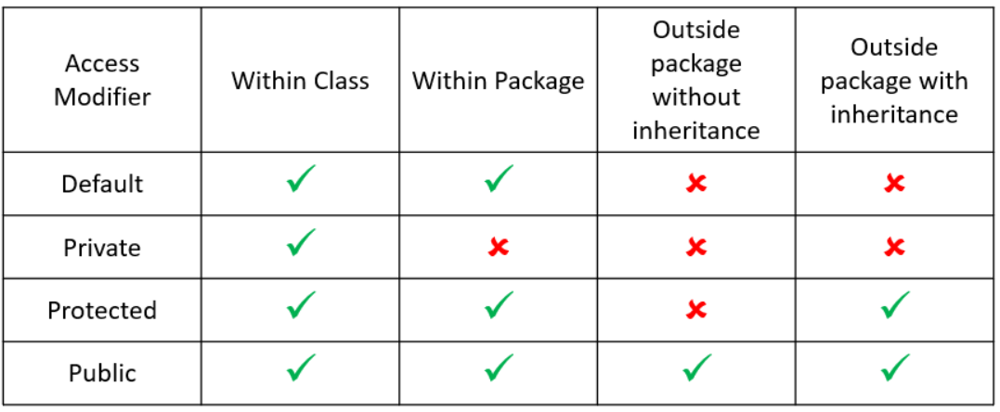 Access
Modifier
Within Class
Within Package
Outside
package
without
inheritance
Outside
package with
inheritance
Default
✓ ✓ ✘ ✘
Private
✓ ✘ ✘ ✘
Protected
✓ ✓ ✘ ✓
Public
✓ ✓ ✓ ✓